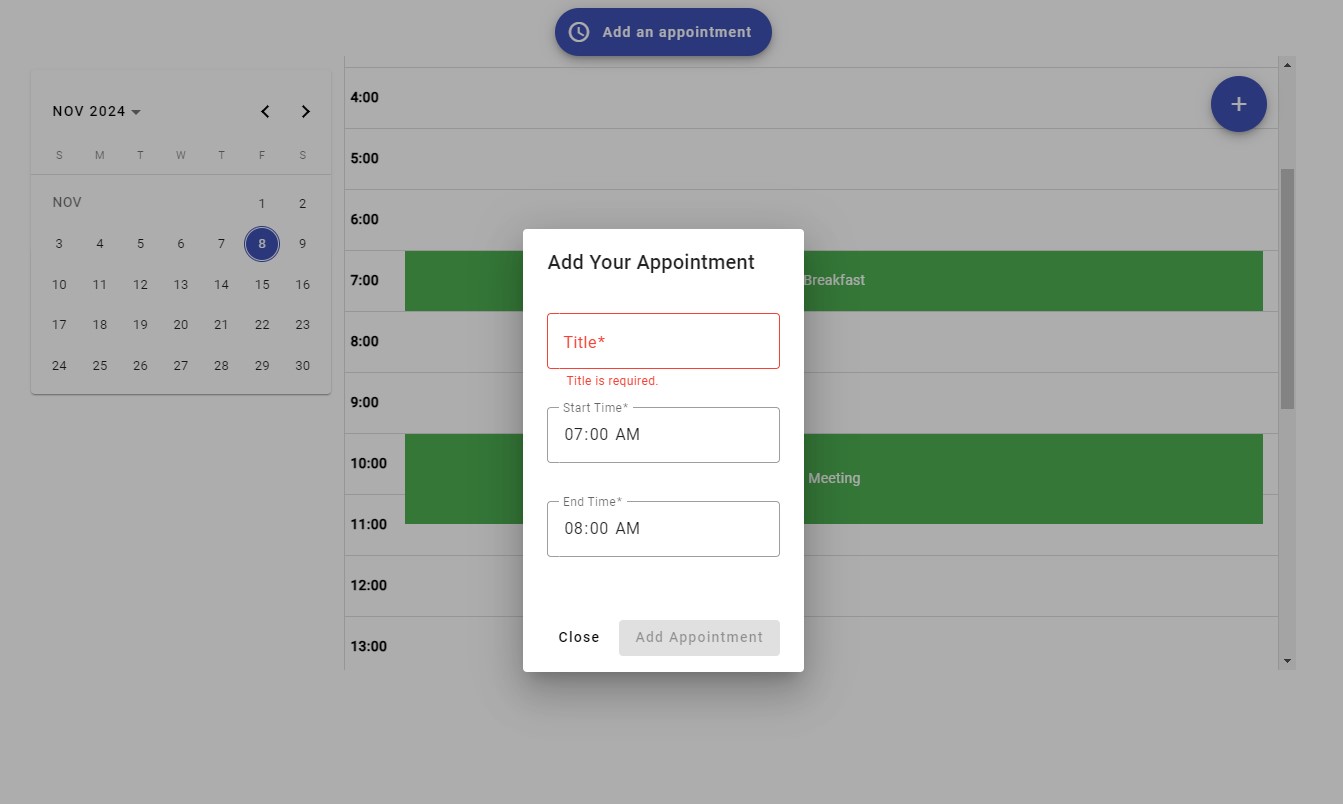 Add an appointment
NOV 2024
S M T W T F S
NOV 1 2
3 4 5 6 7 8 9
10 11 12 13 14 15 16
17 18 19 20 21 22 23
24 25 26 27 28 29 30
4:00
+
5:00
6:00
7:00
Breakfast
8:00
9:00
10:00
Meeting
11:00
12:00
13:00
Add Your Appointment
Title*
Title is required.
Start Time*
07:00 AM
End Time*
08:00 AM
Close
Add Appointment